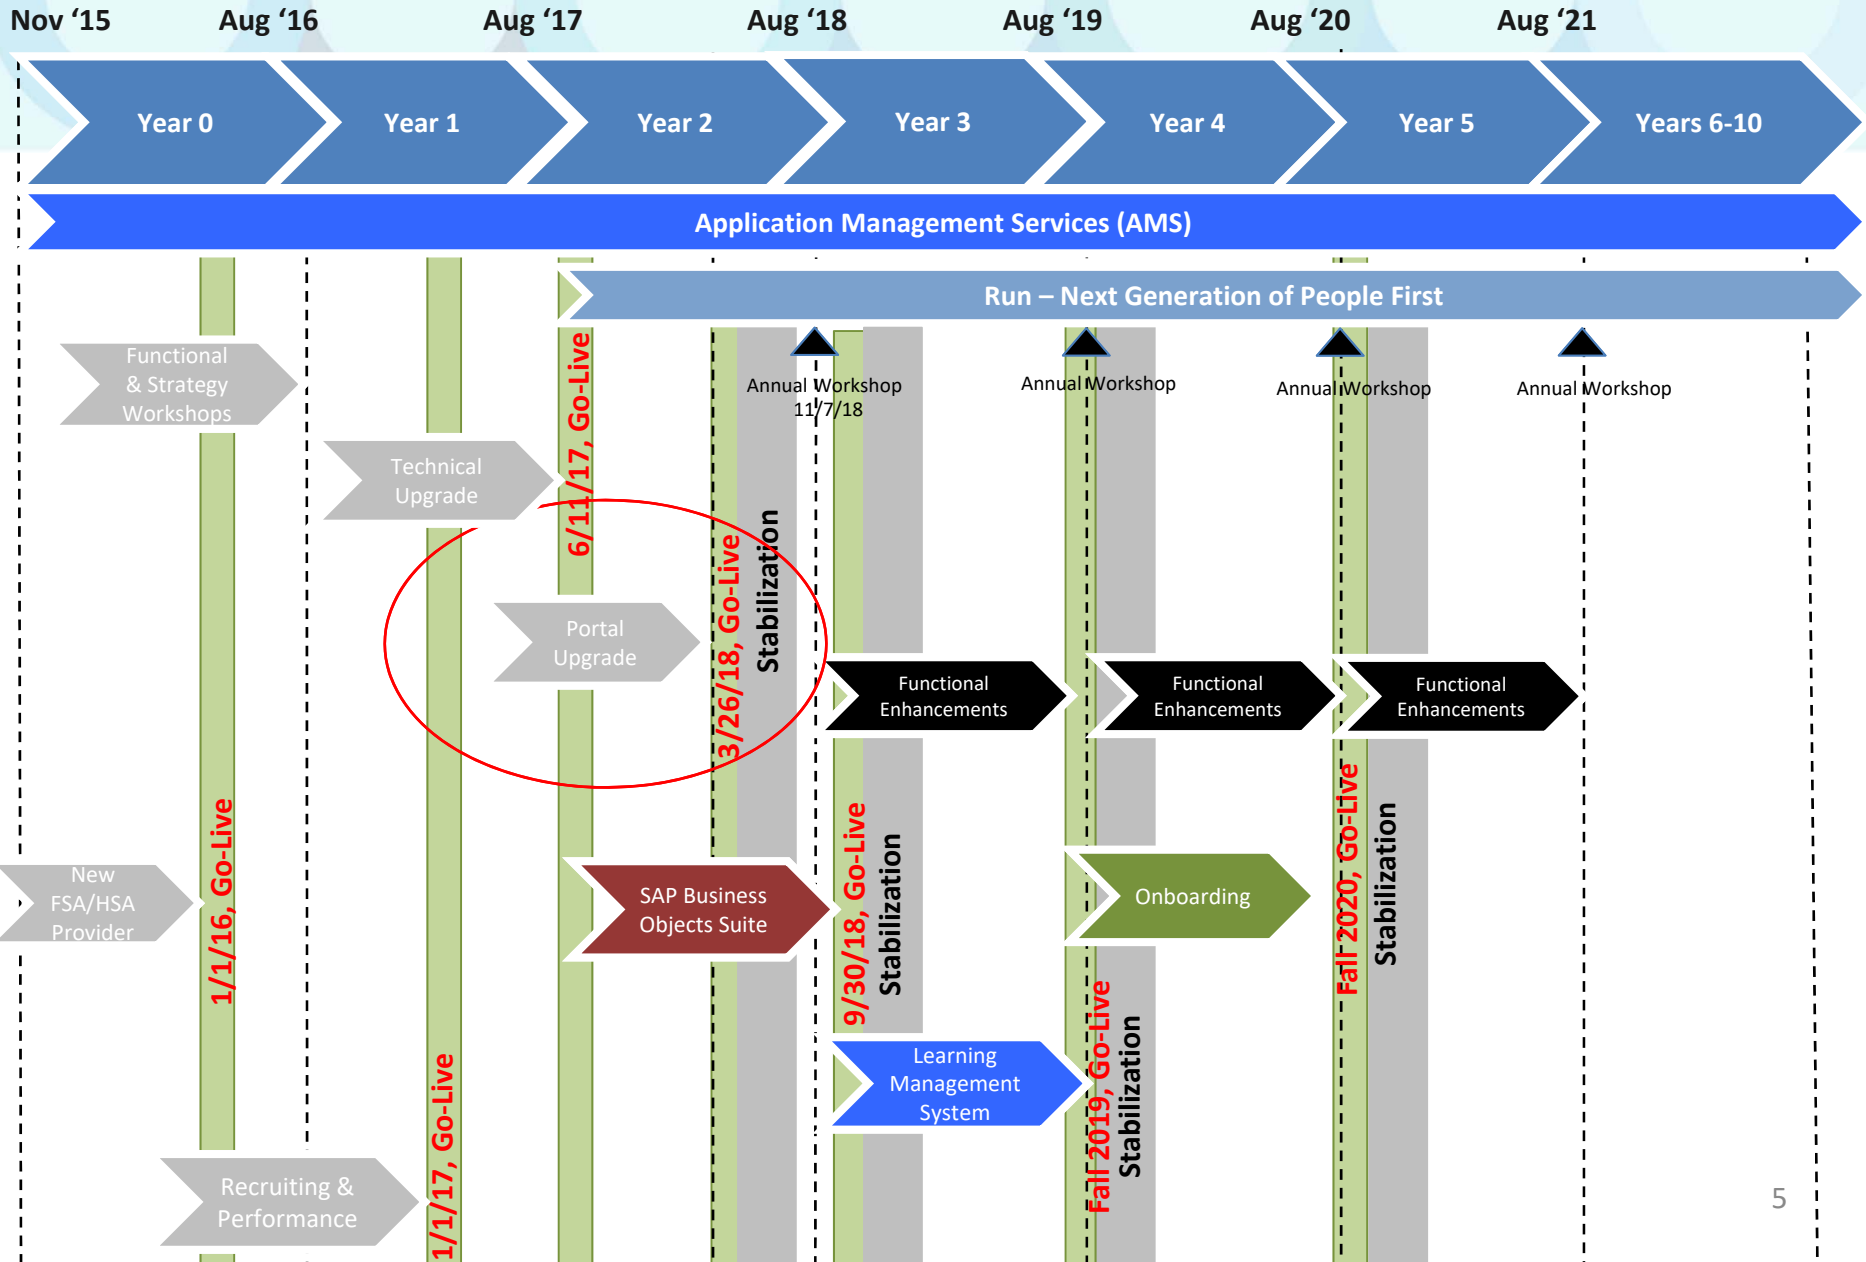 Nov ‘15
Aug ‘16
Aug ‘17
Aug ‘18
Aug ‘19
Aug ‘20
Aug ‘21
Year 0
Year 1
Year 2
Year 3
Year 4
Year 5
Years 6-10
Application Management Services (AMS)
Run – Next Generation of People First
Functional
& Strategy
Workshops
Annual Workshop
11/7/18
Annual Workshop
Annual Workshop
Annual Workshop
Technical
Upgrade
6/11/17, Go-Live
Portal
Upgrade
3/26/18, Go-Live
Stabilization
Functional
Enhancements
Functional
Enhancements
Functional
Enhancements
New
FSA/HSA
Provider
1/1/16, Go-Live
SAP Business
Objects Suite
9/30/18, Go-Live
Stabilization
Onboarding
Fall 2020, Go-Live
Stabilization
Learning
Management
System
Fall 2019, Go-Live
Stabilization
Recruiting &
Performance
1/1/17, Go-Live
5